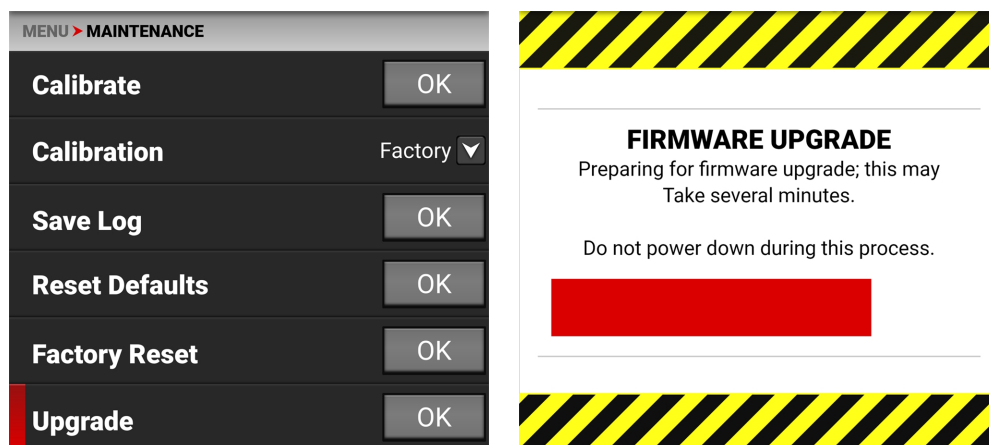 MENU > MAINTENANCE
Calibrate OK
Calibration Factory
Save Log OK
Reset Defaults OK
Factory Reset OK
Upgrade OK
FIRMWARE UPGRADE
Preparing for firmware upgrade; this may
Take several minutes.
Do not power down during this process.